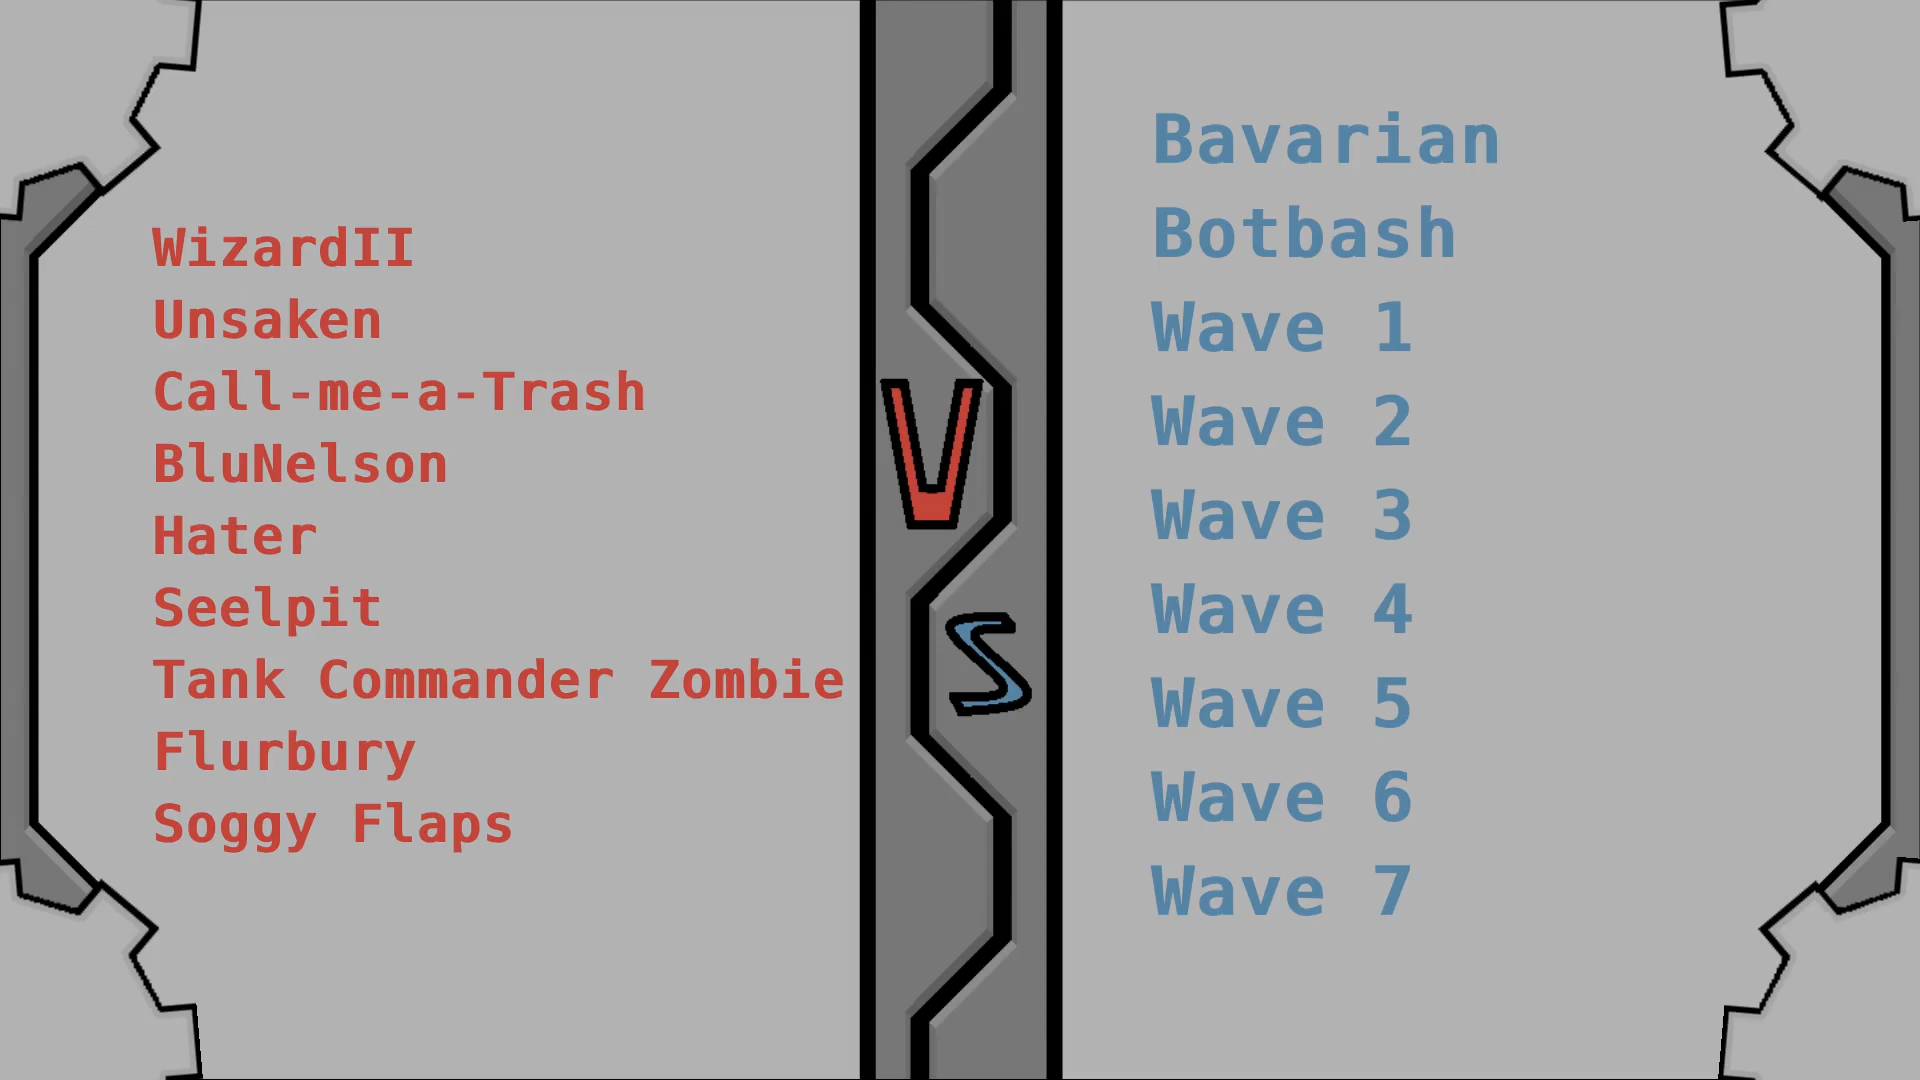 WizardII
Unsaken
Call-me-a-Trash
BluNelson
Hater
Seelpit
Tank Commander Zombie
Flurbury
Soggy Flaps
VS
Bavarian
Botbash
Wave 1
Wave 2
Wave 3
Wave 4
Wave 5
Wave 6
Wave 7